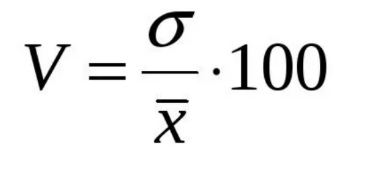 V = σ / x̄ · 100